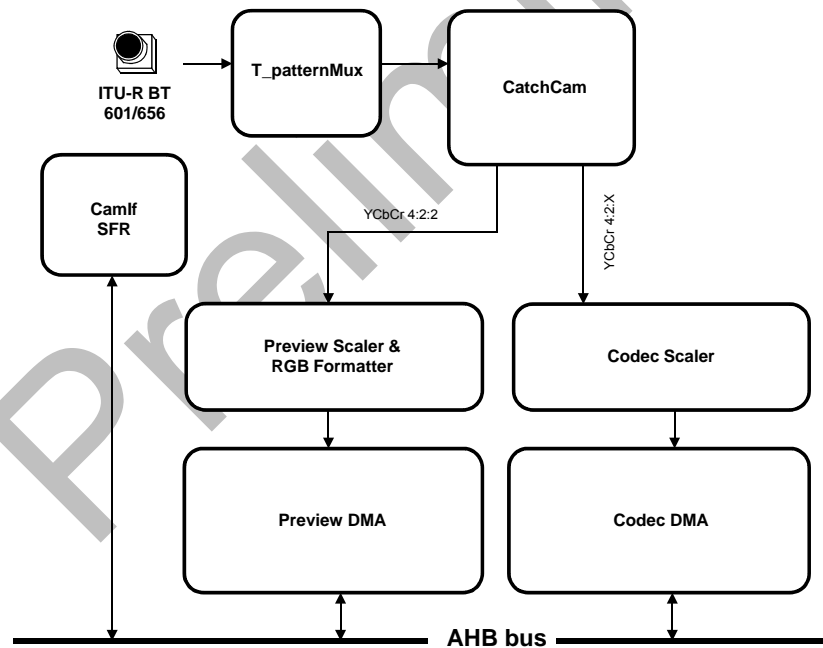 T_patternMux
CatchCam
ITU-R BT
601/656
CamIf
SFR
YCbCr 4:2:2
YCbCr 4:2:X
Preview Scaler &
RGB Formatter
Codec Scaler
Preview DMA
Codec DMA
AHB bus